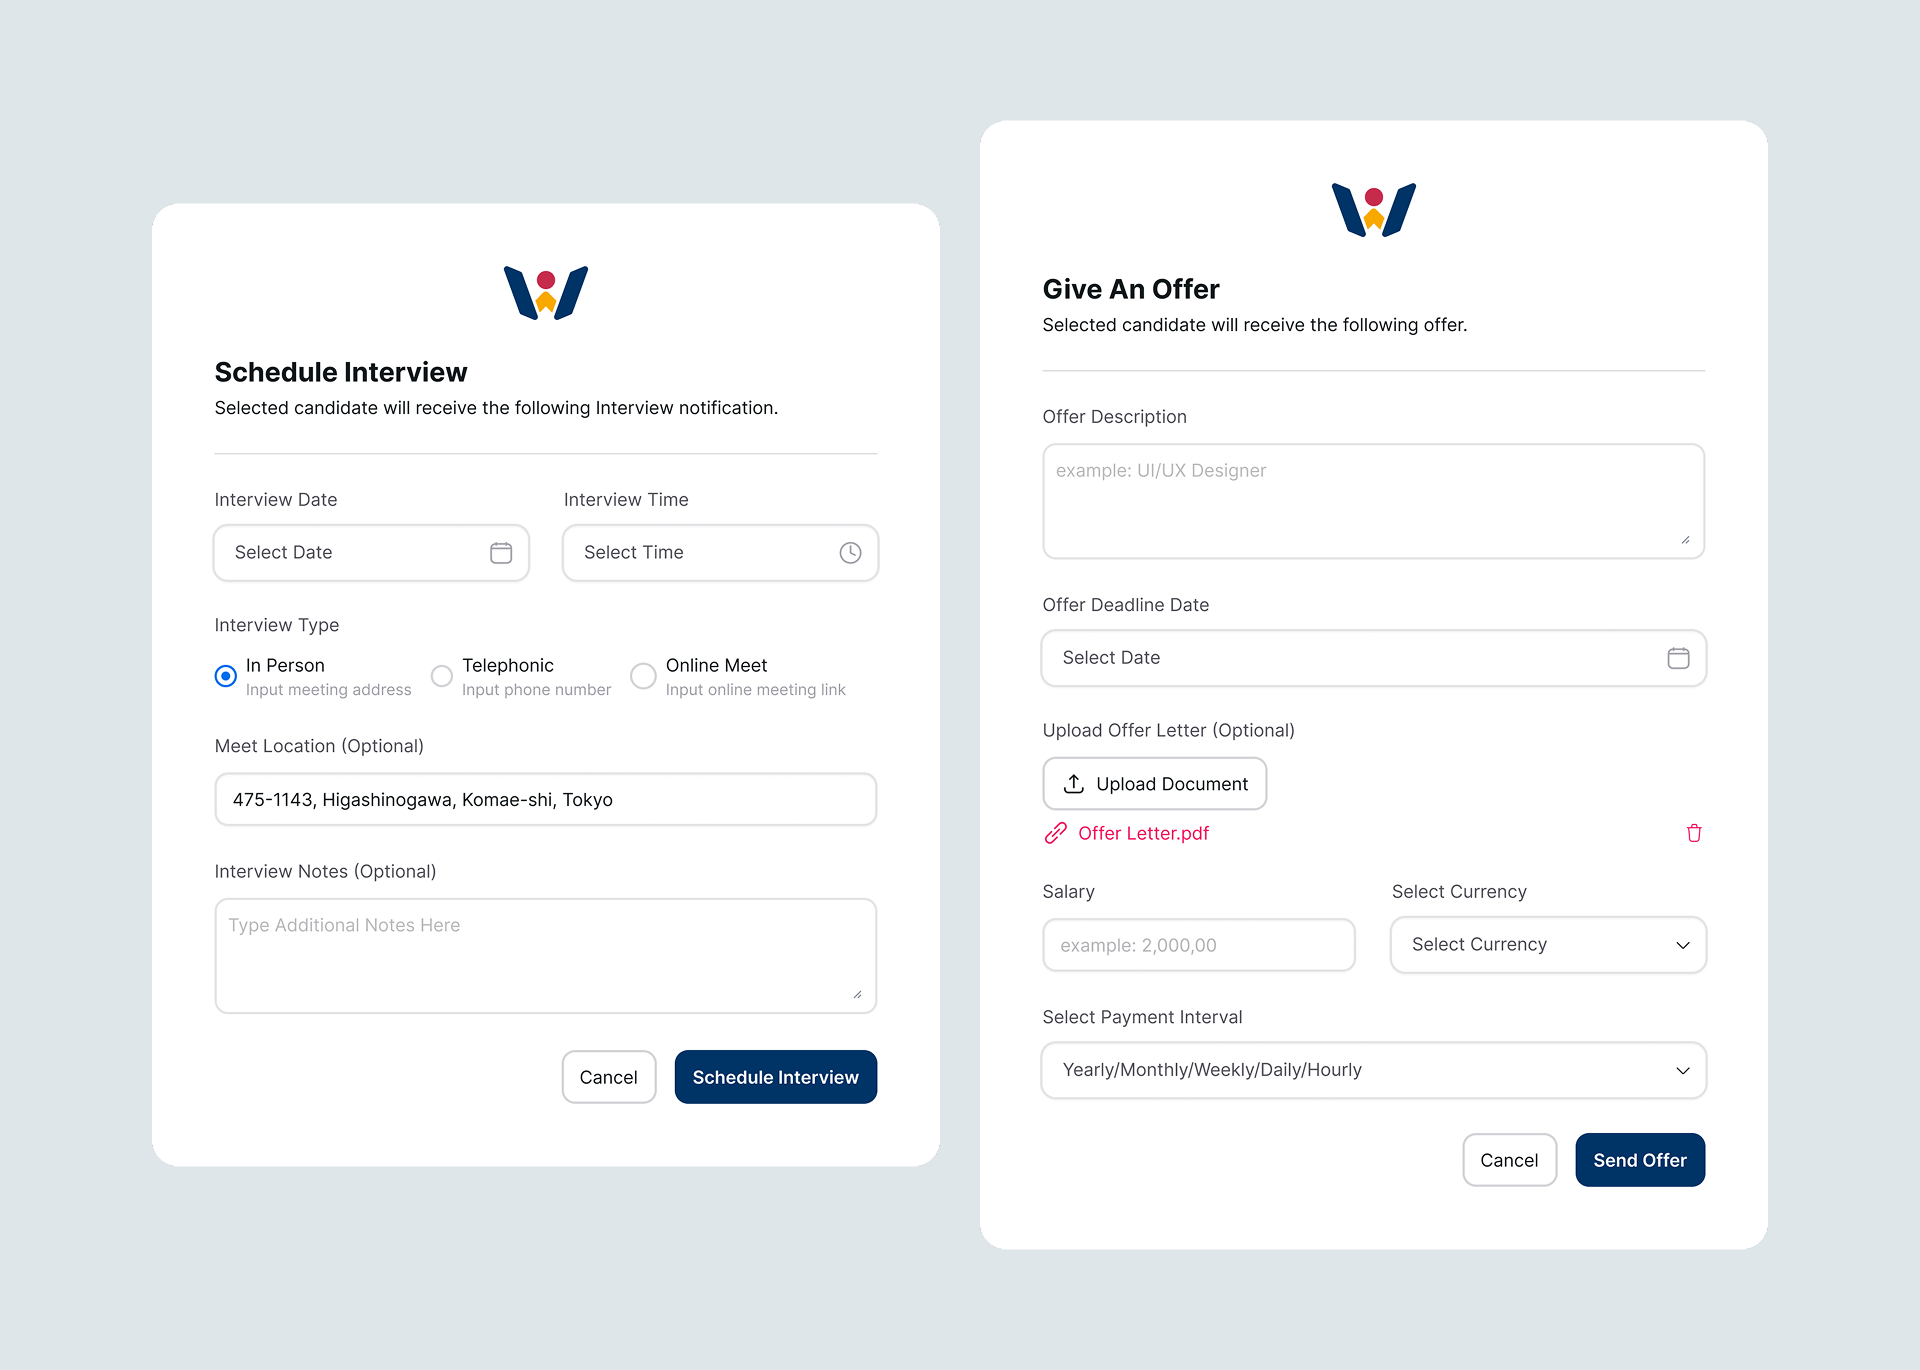 Schedule Interview
Selected candidate will receive the following Interview notification.
Interview Date
Interview Time
Select Date
Select Time
Interview Type
In Person
Input meeting address
Telephonic
Input phone number
Online Meet
Input online meeting link
Meet Location (Optional)
475-1143, Higashinogawa, Komae-shi, Tokyo
Interview Notes (Optional)
Type Additional Notes Here
Cancel
Schedule Interview
Give An Offer
Selected candidate will receive the following offer.
Offer Description
example: UI/UX Designer
Offer Deadline Date
Select Date
Upload Offer Letter (Optional)
Upload Document
Offer Letter.pdf
Salary
Select Currency
example: 2,000,00
Select Currency
Select Payment Interval
Yearly/Monthly/Weekly/Daily/Hourly
Cancel
Send Offer